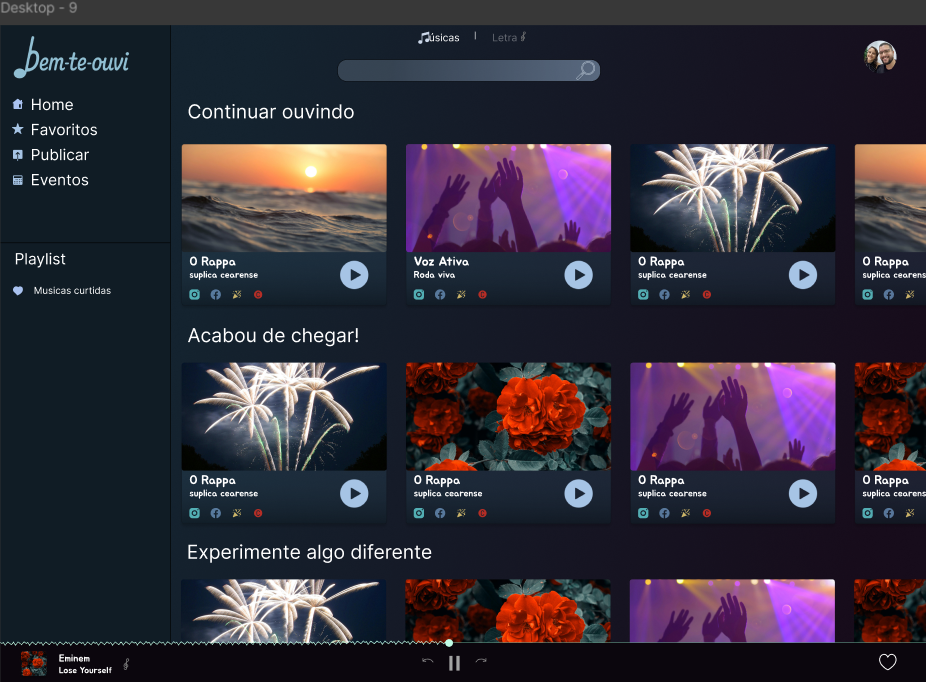 Desktop - 9
bem-te-ouvi
Músicas | Letra
Home
Favoritos
Publicar
Eventos
Playlist
Musicas curtidas
Continuar ouvindo
O Rappa
suplica cearense
Voz Ativa
Roda viva
O Rappa
suplica cearense
O Rappa
suplica cearens
Acabou de chegar!
O Rappa
suplica cearense
O Rappa
suplica cearense
O Rappa
suplica cearense
O Rappa
suplica cearens
Experimente algo diferente
Eminem
Lose Yourself